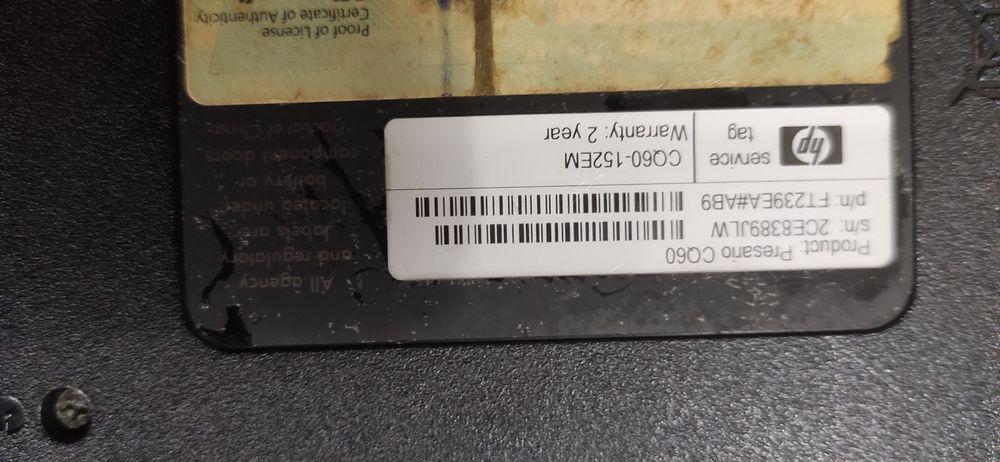 Product: Presario CQ60
s/n: 2CE8389JLW
p/n: FT239EA#AB9
hp
service
tag
CQ60-152EM
Warranty: 2 year
All agency
and regulatory
labels are
located under
battery or
component doors
Product of China
Proof of License
Certificate of Authenticity